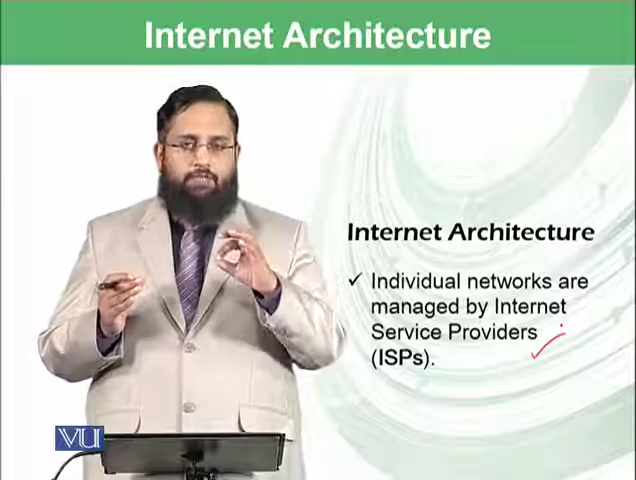 Internet Architecture
Internet Architecture
✓ Individual networks are
managed by Internet
Service Providers
(ISPs).
VU